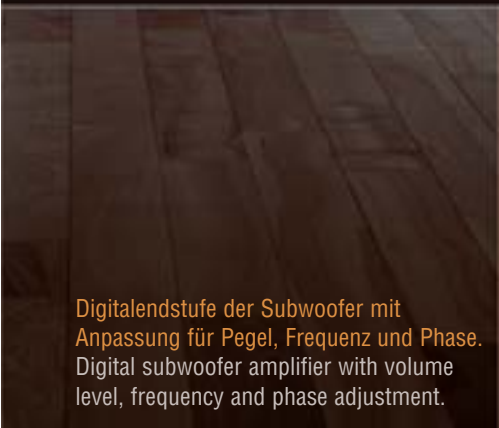 Digitalendstufe der Subwoofer mit
Anpassung für Pegel, Frequenz und Phase.
Digital subwoofer amplifier with volume
level, frequency and phase adjustment.